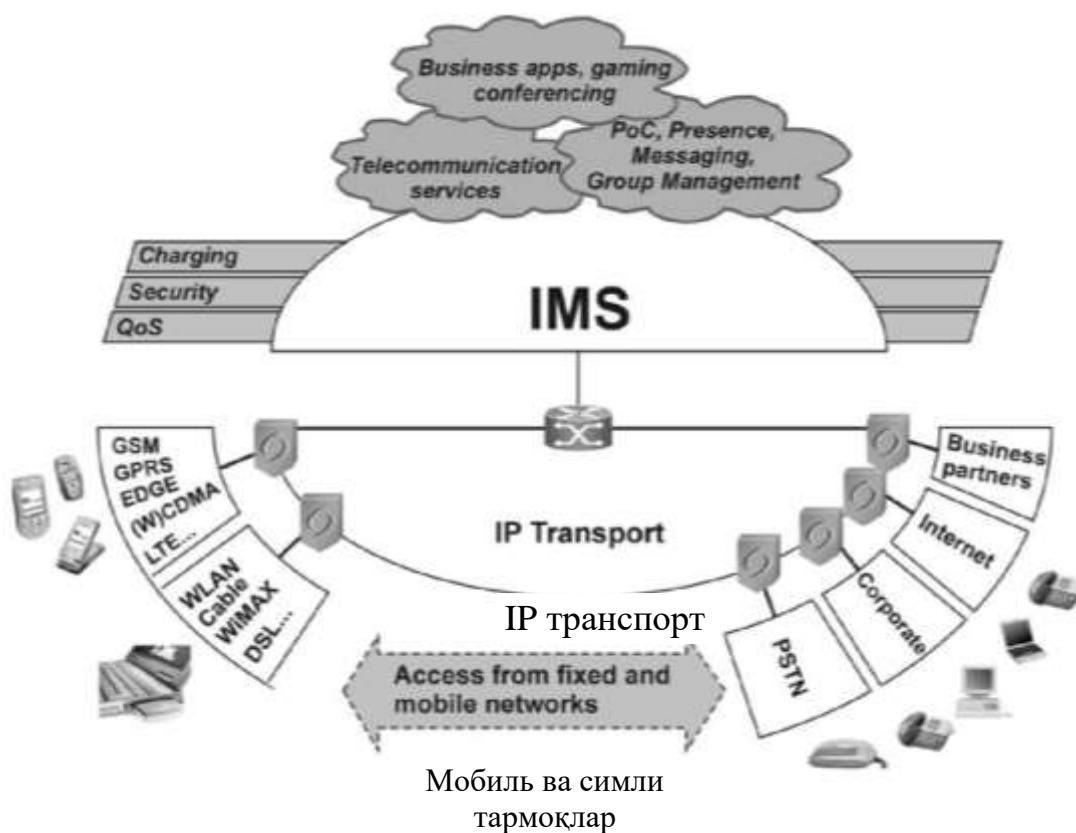 Business apps, gaming
conferencing
PoC, Presence,
Messaging,
Group Management
Telecommunication
services
Charging
Security
QoS
IMS
GSM
GPRS
EDGE
(W)CDMA
LTE...
WLAN
Cable
WiMAX
DSL...
Business
partners
Internet
Corporate
PSTN
IP Transport
IP транспорт
Access from fixed and
mobile networks
Мобиль ва симли
тармоқлар